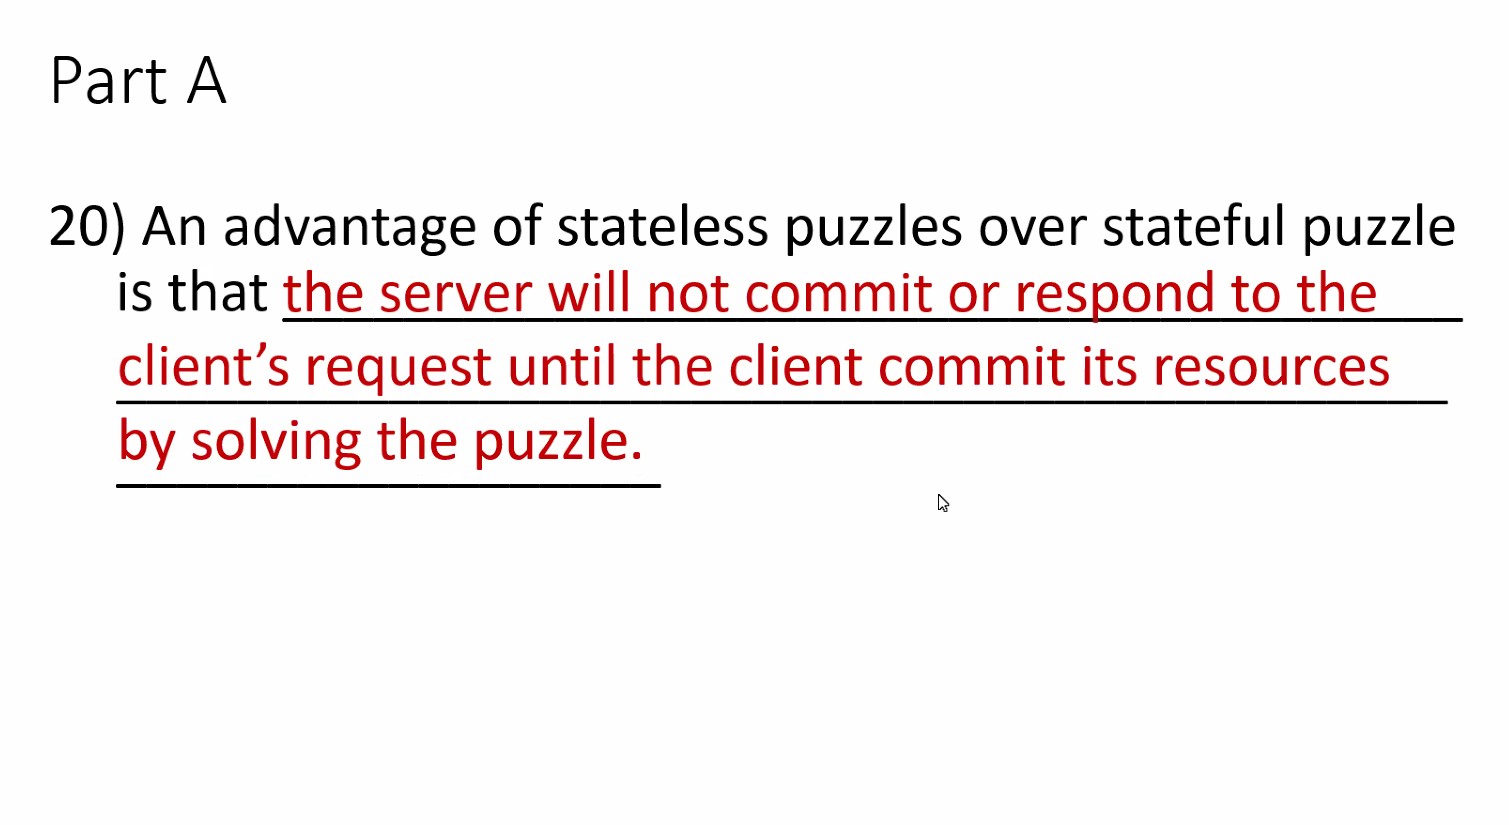 Part A
20) An advantage of stateless puzzles over stateful puzzle
is that the server will not commit or respond to the
client’s request until the client commit its resources
by solving the puzzle.